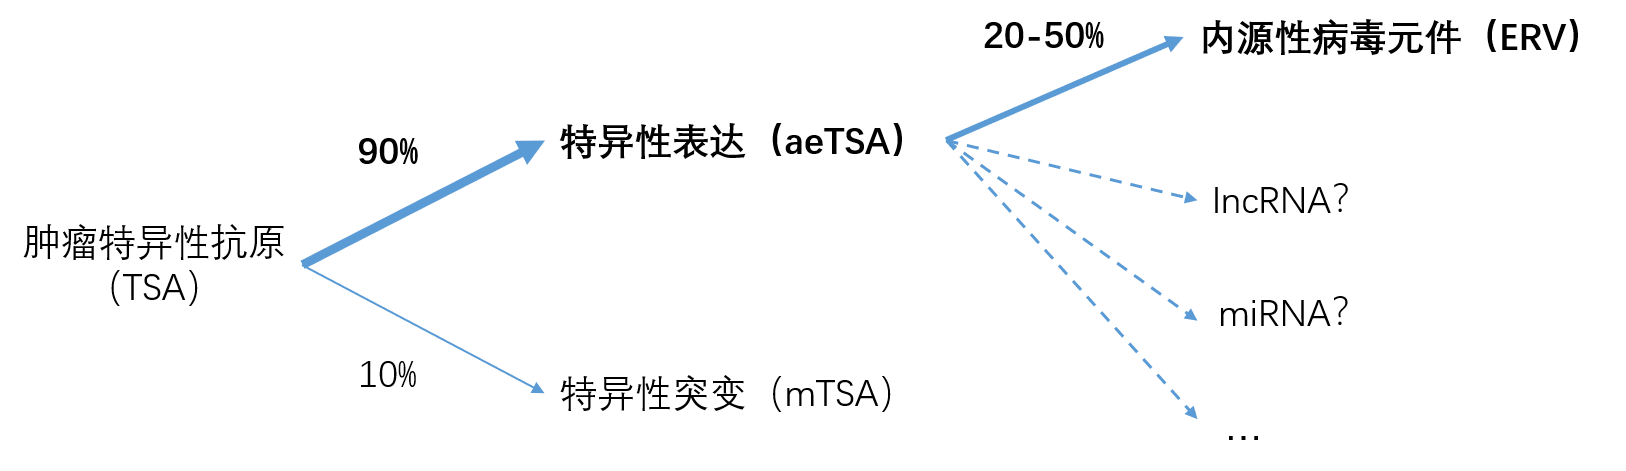 20-50%
内源性病毒元件（ERV）
90%
特异性表达（aeTSA）
lncRNA？
肿瘤特异性抗原
（TSA）
miRNA？
10%
特异性突变（mTSA）
...